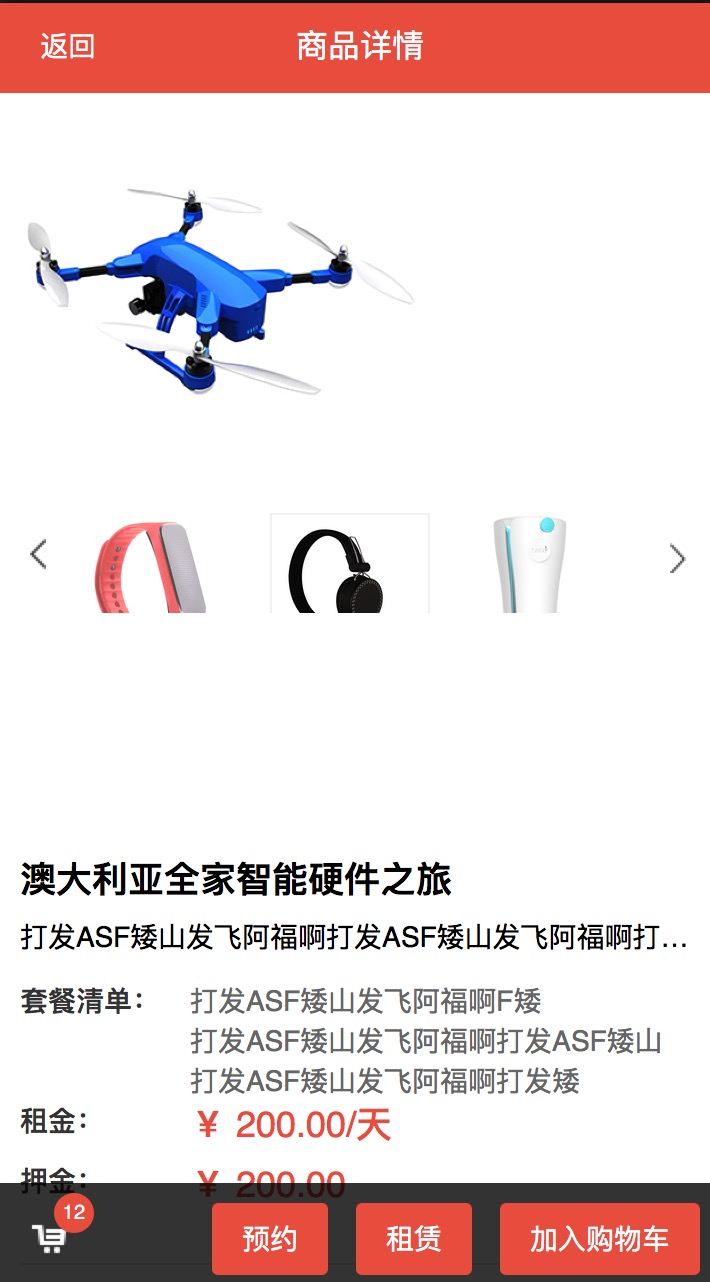 返回
商品详情
澳大利亚全家智能硬件之旅
打发ASF矮山发飞阿福啊打发ASF矮山发飞阿福啊打...
套餐清单：
打发ASF矮山发飞阿福啊F矮
打发ASF矮山发飞阿福啊打发ASF矮山
打发ASF矮山发飞阿福啊打发矮
租金：
￥ 200.00/天
押金：
￥ 200.00
12
预约
租赁
加入购物车